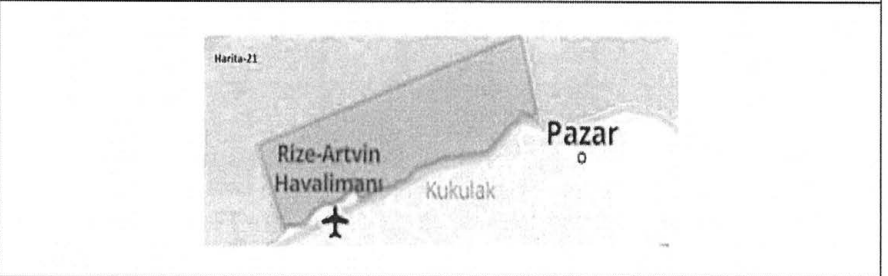 Harita-21
Rize-Artvin
Havalimanı
Pazar
Kukulak